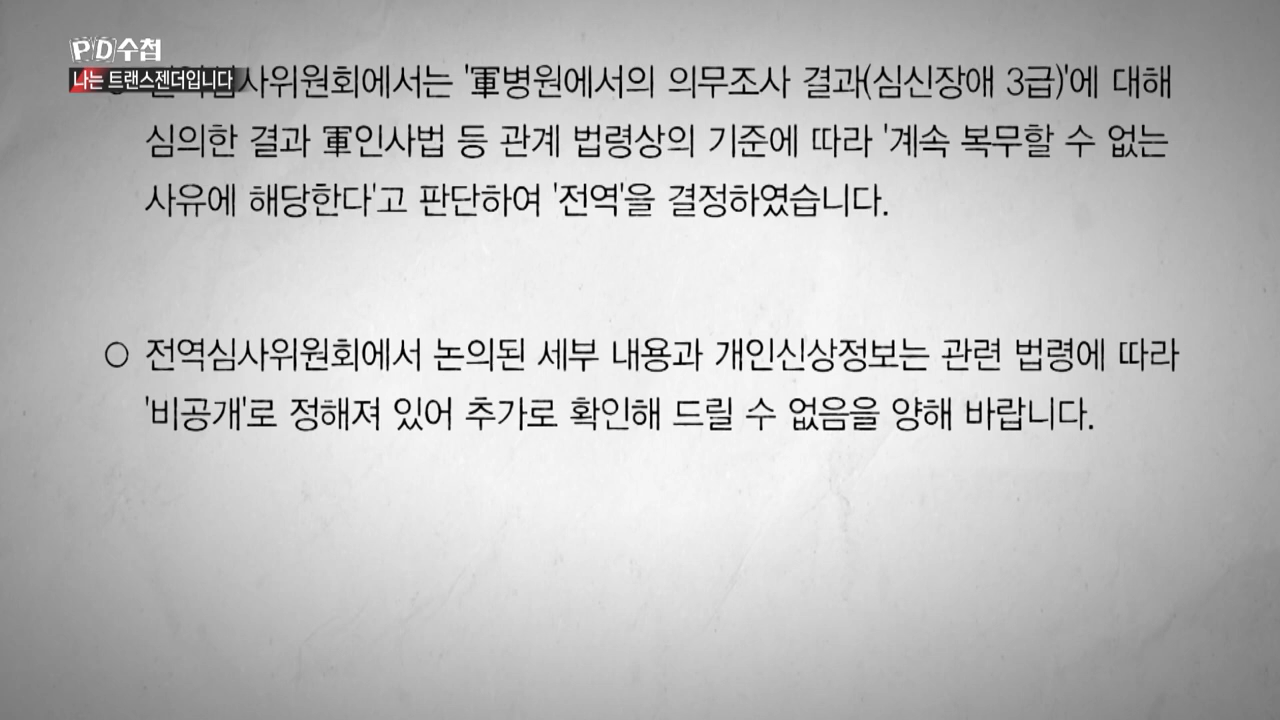 PD수첩
나는 트랜스젠더입니다
사위원회에서는 '軍병원에서의 의무조사 결과(심신장애 3급)'에 대해
심의한 결과 軍인사법 등 관계 법령상의 기준에 따라 '계속 복무할 수 없는
사유에 해당한다'고 판단하여 '전역'을 결정하였습니다.
○ 전역심사위원회에서 논의된 세부 내용과 개인신상정보는 관련 법령에 따라
'비공개'로 정해져 있어 추가로 확인해 드릴 수 없음을 양해 바랍니다.